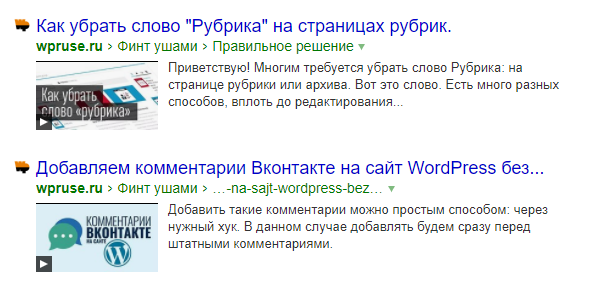 Как убрать слово "Рубрика" на страницах рубрик.
wpruse.ru › Финт ушами › Правильное решение
Как убрать
слово «рубрика»
Приветствую! Многим требуется убрать слово Рубрика: на
странице рубрики или архива. Вот это слово. Есть много разных
способов, вплоть до редактирования...
Добавляем комментарии Вконтакте на сайт WordPress без...
wpruse.ru › Финт ушами › ...-na-sajt-wordpress-bez...
КОММЕНТАРИИ
ВКОНТАКТЕ
НА САЙТЕ
Добавить такие комментарии можно простым способом: через
нужный хук. В данном случае добавлять будем сразу перед
штатными комментариями.